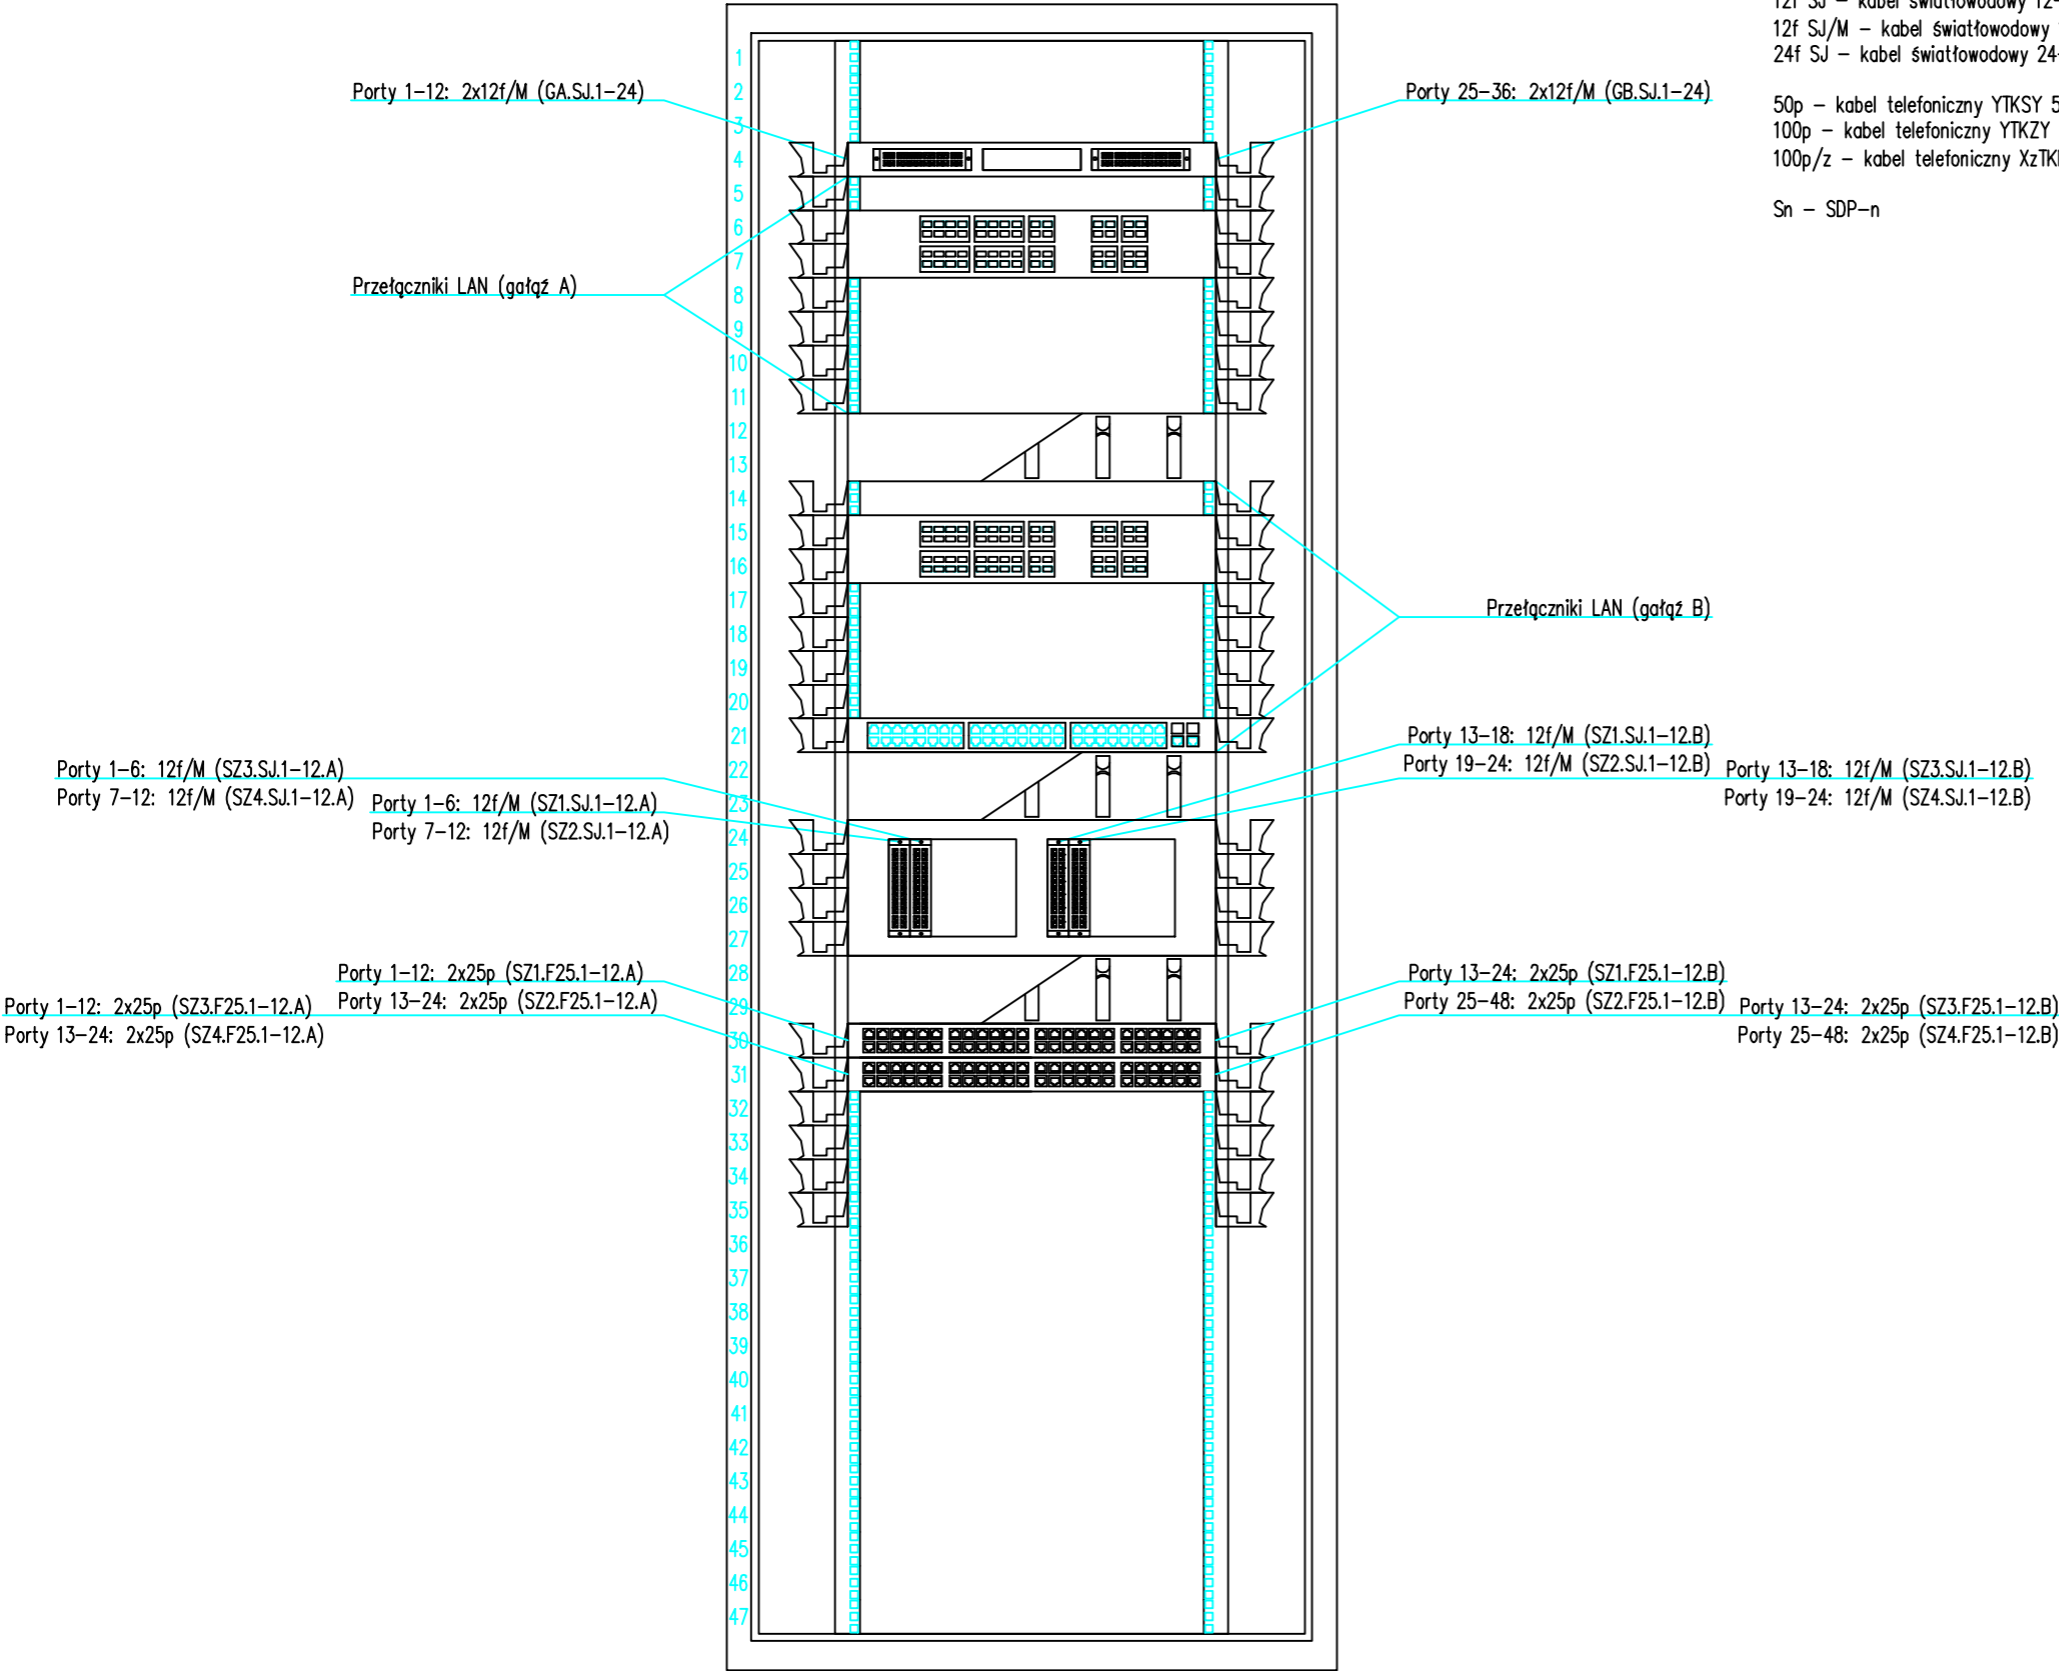 12f SJ – kabel światłowodowy 12-
12f SJ/M – kabel światłowodowy
24f SJ – kabel światłowodowy 24-
50p – kabel telefoniczny YTKSY 5
100p – kabel telefoniczny YTKZY
100p/z – kabel telefoniczny
Sn – SDP-n
Porty 1-12: 2x12f/M (GA.SJ.1-24)
Porty 25-36: 2x12f/M (GB.SJ.1-24)
Przełączniki LAN (gałąź A)
Przełączniki LAN (gałąź B)
Porty 1-6: 12f/M (SZ3.SJ.1-12.A)
Porty 7-12: 12f/M (SZ4.SJ.1-12.A)
Porty 1-6: 12f/M (SZ1.SJ.1-12.A)
Porty 7-12: 12f/M (SZ2.SJ.1-12.A)
Porty 13-18: 12f/M (SZ1.SJ.1-12.B)
Porty 19-24: 12f/M (SZ2.SJ.1-12.B)
Porty 13-18: 12f/M (SZ3.SJ.1-12.B)
Porty 19-24: 12f/M (SZ4.SJ.1-12.B)
Porty 1-12: 2x25p (SZ1.F25.1-12.A)
Porty 13-24: 2x25p (SZ2.F25.1-12.A)
Porty 1-12: 2x25p (SZ3.F25.1-12.A)
Porty 13-24: 2x25p (SZ4.F25.1-12.A)
Porty 13-24: 2x25p (SZ1.F25.1-12.B)
Porty 25-48: 2x25p (SZ2.F25.1-12.B)
Porty 13-24: 2x25p (SZ3.F25.1-12.B)
Porty 25-48: 2x25p (SZ4.F25.1-12.B)
1
2
3
4
5
6
7
8
9
10
11
12
13
14
15
16
17
18
19
20
21
22
23
24
25
26
27
28
29
30
31
32
33
34
35
36
37
38
39
40
41
42
43
44
45
46
47